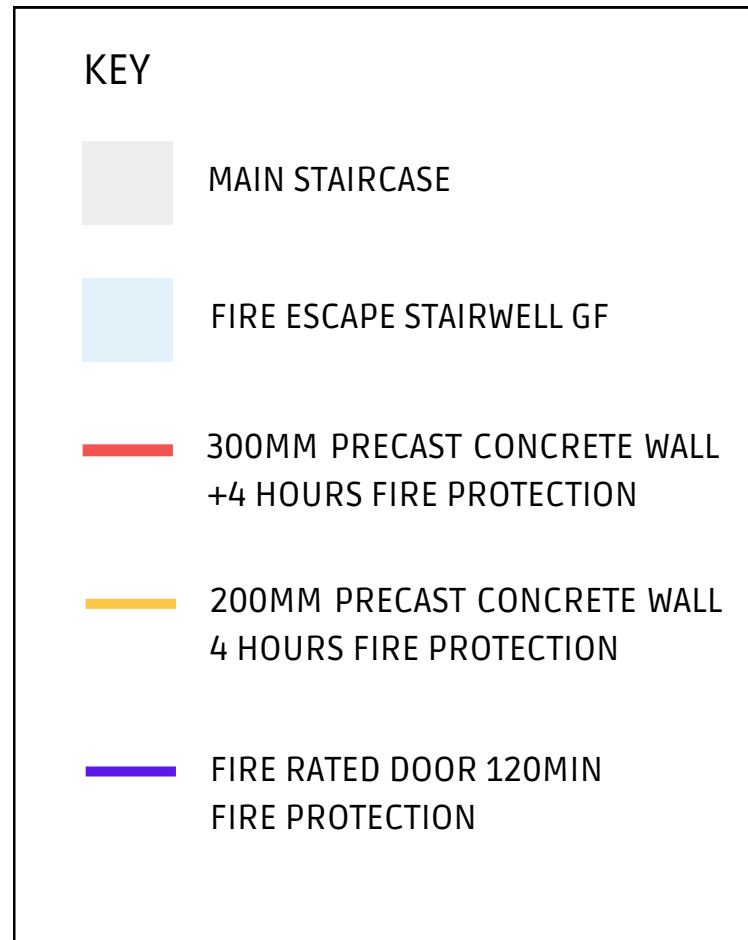 KEY
MAIN STAIRCASE
FIRE ESCAPE STAIRWELL GF
300MM PRECAST CONCRETE WALL
+4 HOURS FIRE PROTECTION
200MM PRECAST CONCRETE WALL
4 HOURS FIRE PROTECTION
FIRE RATED DOOR 120MIN
FIRE PROTECTION